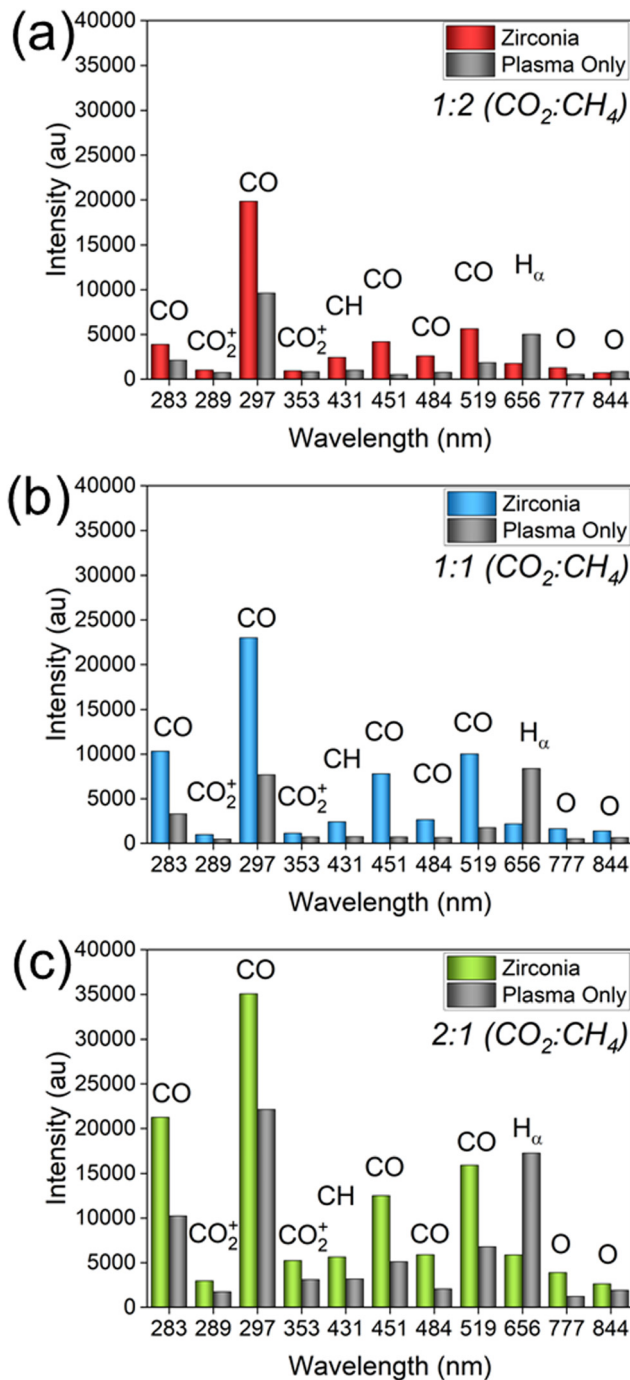 (a)
Zirconia
Plasma Only
1:2 (CO₂:CH₄)
40000
35000
30000
25000
20000
15000
10000
5000
0
Intensity (au)
CO
CO₂⁺
CO
CO₂⁺
CH
CO
CO
CO
Hα
O
O
283 289 297 353 431 451 484 519 656 777 844
Wavelength (nm)
(b)
Zirconia
Plasma Only
1:1 (CO₂:CH₄)
40000
35000
30000
25000
20000
15000
10000
5000
0
Intensity (au)
CO
CO₂⁺
CO
CO₂⁺
CH
CO
CO
CO
Hα
O
O
283 289 297 353 431 451 484 519 656 777 844
Wavelength (nm)
(c)
Zirconia
Plasma Only
2:1 (CO₂:CH₄)
40000
35000
30000
25000
20000
15000
10000
5000
0
Intensity (au)
CO
CO₂⁺
CO
CO₂⁺
CH
CO
CO
CO
Hα
O
O
283 289 297 353 431 451 484 519 656 777 844
Wavelength (nm)